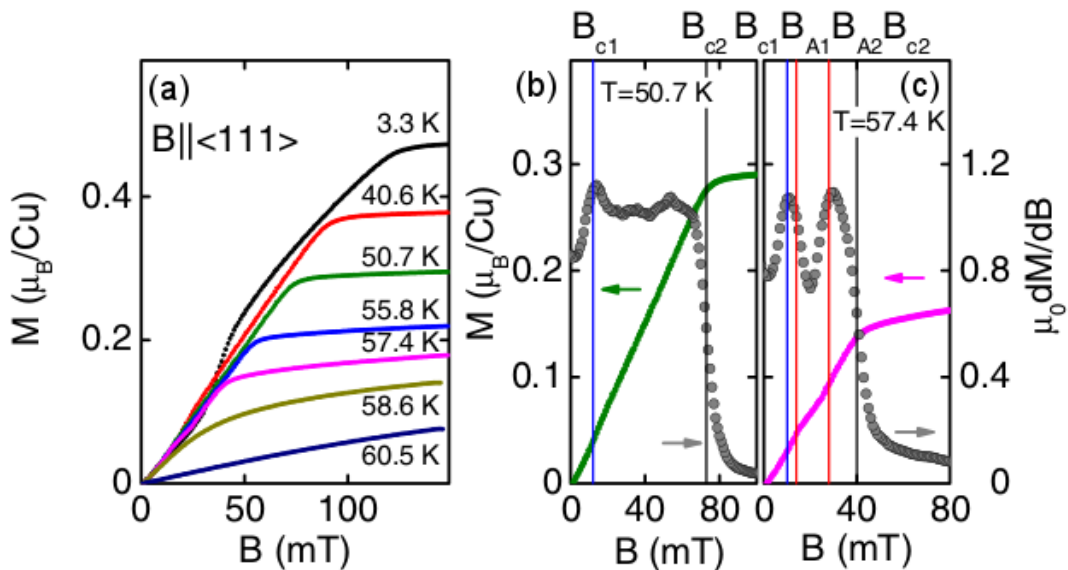 B_c1 B_c2 B_c1 B_A1 B_A2 B_c2
(a)
B||<111>
3.3 K
40.6 K
50.7 K
55.8 K
57.4 K
58.6 K
60.5 K
M (μ_B/Cu)
0.4
0.2
0
0 50 100
B (mT)
(b)
T=50.7 K
M (μ_B/Cu)
0.3
0.2
0.1
0
0 40 80
B (mT)
(c)
T=57.4 K
1.2
0.8
0.4
0
μ_0dM/dB
0 40 80
B (mT)